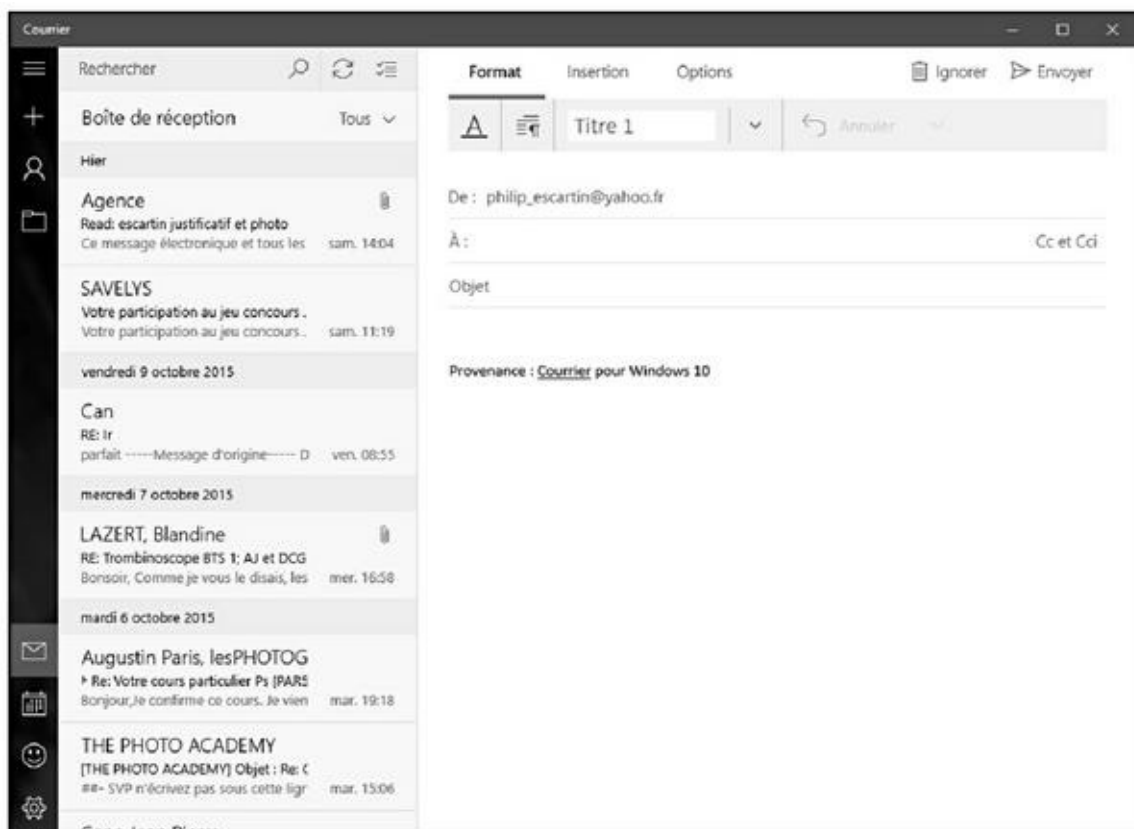 Courrier
Rechercher
Boîte de réception Tous
Hier
Agence
Read: escartin justificatif et photo
Ce message électronique et tous les sam. 14:04
SAVELYS
Votre participation au jeu concours .
Votre participation au jeu concours . sam. 11:19
vendredi 9 octobre 2015
Can
RE: Ir
parfait -----Message d'origine----- D ven. 08:55
mercredi 7 octobre 2015
LAZERT, Blandine
RE: Trombinoscope BTS 1; AJ et DCG
Bonsoir, Comme je vous le disais, les mer. 16:58
mardi 6 octobre 2015
Augustin Paris, lesPHOTOG
Re: Votre cours particulier Ps [PARS
Bonjour,Je confirme ce cours. Je vien mar. 19:18
THE PHOTO ACADEMY
[THE PHOTO ACADEMY] Objet : Re: C
##- SVP n'écrivez pas sous cette ligr mar. 15:06
Format Insertion Options Ignorer Envoyer
A Titre 1 Annuler
De : philip_escartin@yahoo.fr
À : Cc et Cci
Objet
Provenance : Courrier pour Windows 10